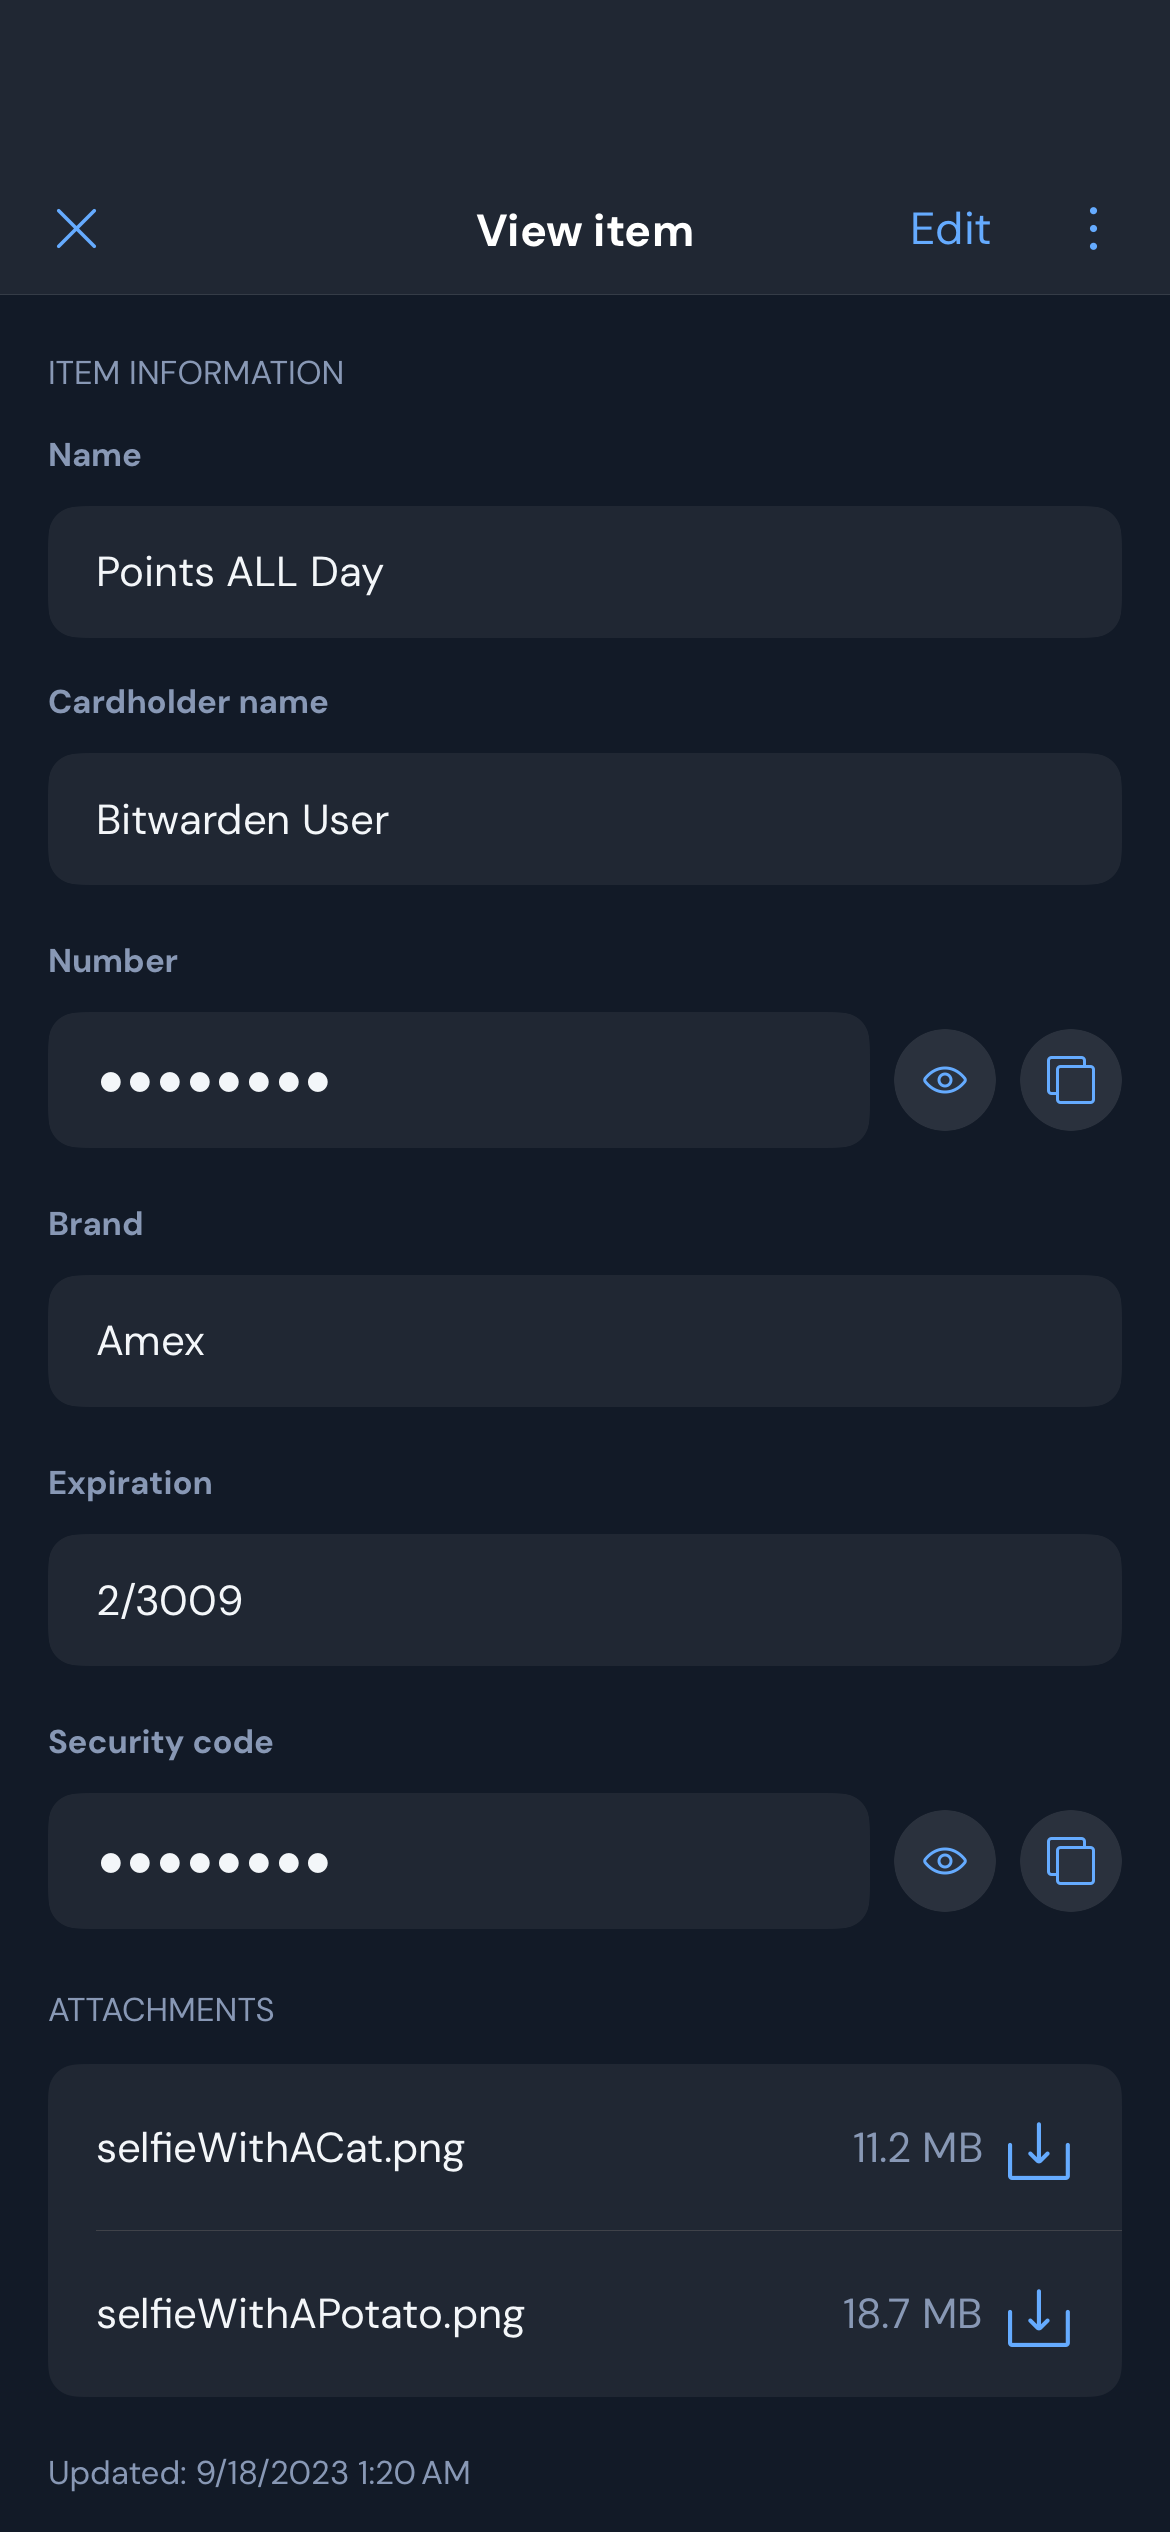 View item
Edit
ITEM INFORMATION
Name
Points ALL Day
Cardholder name
Bitwarden User
Number
●●●●●●●●
Brand
Amex
Expiration
2/3009
Security code
●●●●●●●●
ATTACHMENTS
selfieWithACat.png 11.2 MB
selfieWithAPotato.png 18.7 MB
Updated: 9/18/2023 1:20 AM